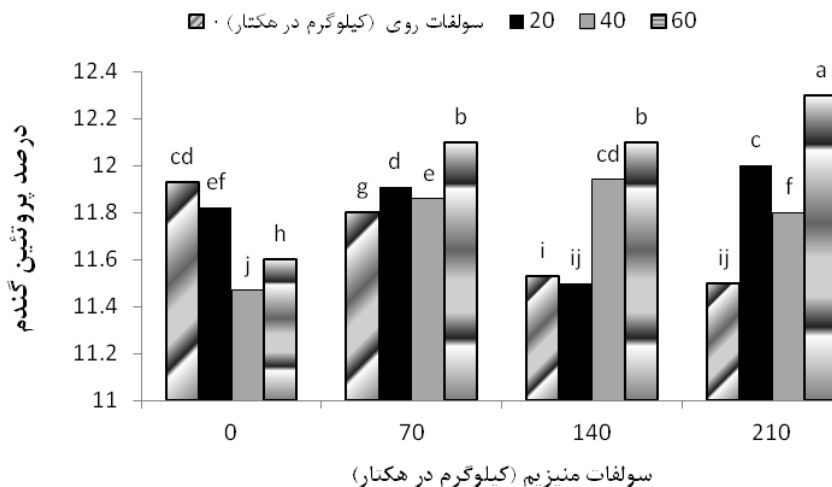 سولفات روی (کیلوگرم در هکتار) ۰ 20 40 60
درصد پروتئین گندم
12.4
12.2
12
11.8
11.6
11.4
11.2
11
cd ef j h
g d e b
i ij cd b
ij c f a
0 70 140 210
سولفات منیزیم (کیلوگرم در هکتار)